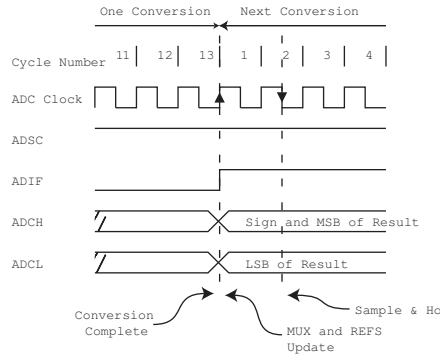 One Conversion Next Conversion
Cycle Number 11 12 13 1 2 3 4
ADC Clock
ADSC
ADIF
ADCH Sign and MSB of Result
ADCL LSB of Result
Conversion
Complete
MUX and REFS
Update
Sample & Ho